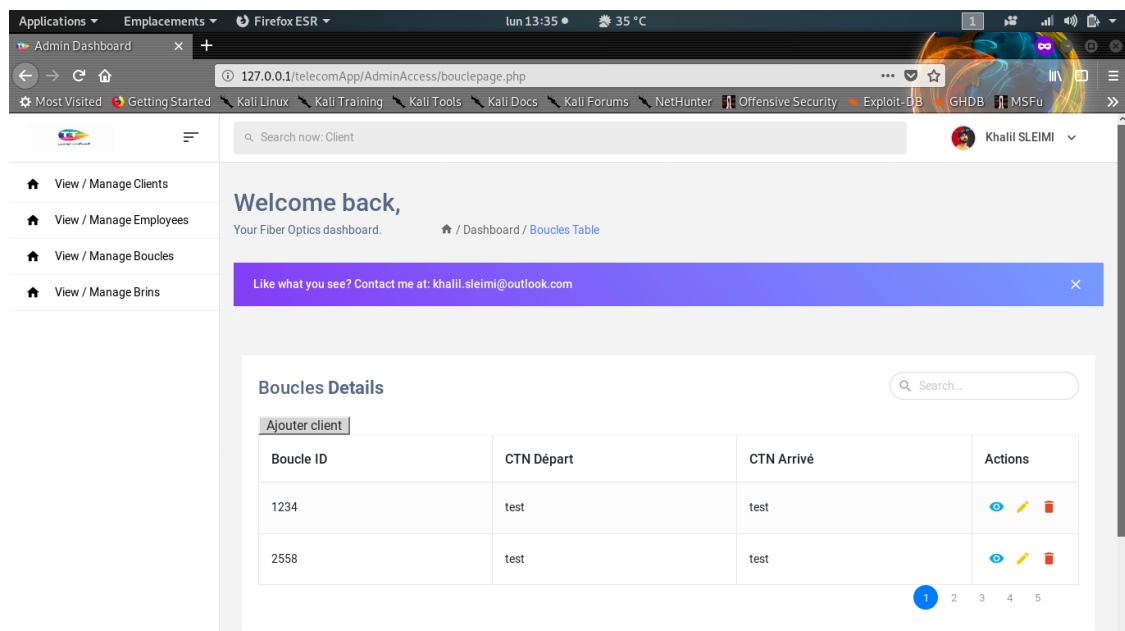 Applications Emplacements Firefox ESR lun 13:35 35 °C 1
Admin Dashboard
127.0.0.1/telecomApp/AdminAccess/bouclepage.php
Most Visited Getting Started Kali Linux Kali Training Kali Tools Kali Docs Kali Forums NetHunter Offensive Security Exploit-DB GHDB MSFu
Search now: Client Khalil SLEIMI
View / Manage Clients
View / Manage Employees
View / Manage Boucles
View / Manage Brins
Welcome back,
Your Fiber Optics dashboard. / Dashboard / Boucles Table
Like what you see? Contact me at: khalil.sleimi@outlook.com
Boucles Details Search...
Ajouter client
Boucle ID CTN Départ CTN Arrivé Actions
1234 test test
2558 test test
1 2 3 4 5